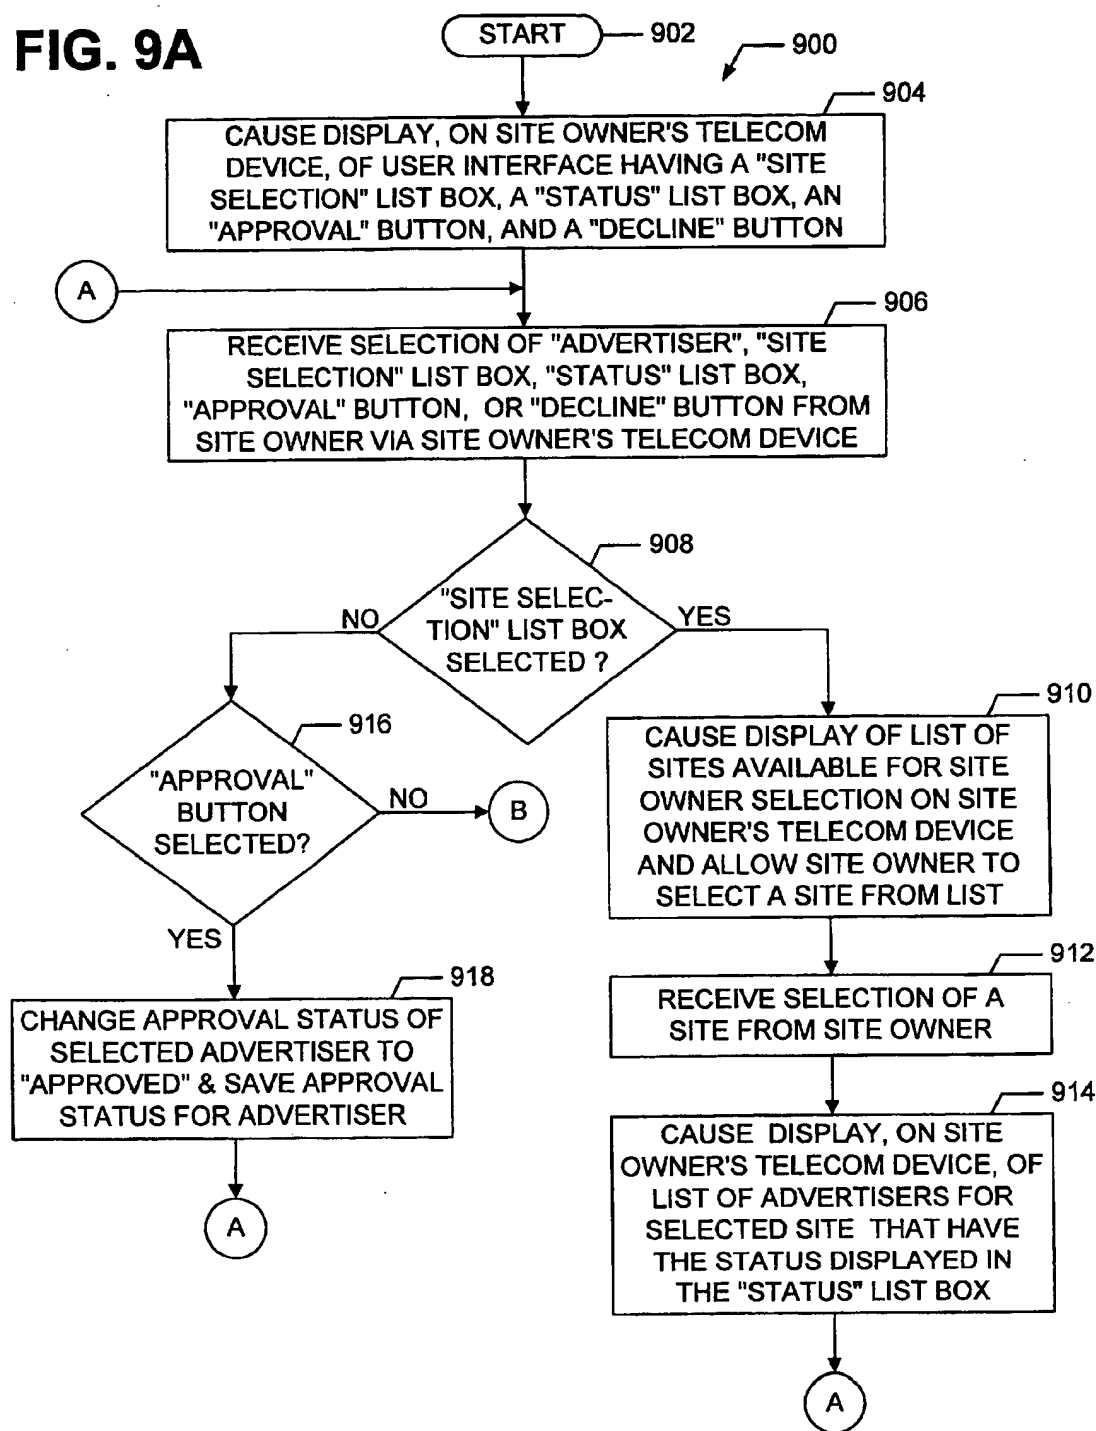 FIG. 9A
START
902
900
904
CAUSE DISPLAY, ON SITE OWNER'S TELECOM
DEVICE, OF USER INTERFACE HAVING A "SITE
SELECTION" LIST BOX, A "STATUS" LIST BOX, AN
"APPROVAL" BUTTON, AND A "DECLINE" BUTTON
A
906
RECEIVE SELECTION OF "ADVERTISER", "SITE
SELECTION" LIST BOX, "STATUS" LIST BOX,
"APPROVAL" BUTTON, OR "DECLINE" BUTTON FROM
SITE OWNER VIA SITE OWNER'S TELECOM DEVICE
908
"SITE SELEC-
TION" LIST BOX
SELECTED ?
NO
YES
916
"APPROVAL"
BUTTON
SELECTED?
NO
B
YES
918
CHANGE APPROVAL STATUS OF
SELECTED ADVERTISER TO
"APPROVED" & SAVE APPROVAL
STATUS FOR ADVERTISER
A
910
CAUSE DISPLAY OF LIST OF
SITES AVAILABLE FOR SITE
OWNER SELECTION ON SITE
OWNER'S TELECOM DEVICE
AND ALLOW SITE OWNER TO
SELECT A SITE FROM LIST
912
RECEIVE SELECTION OF A
SITE FROM SITE OWNER
914
CAUSE DISPLAY, ON SITE
OWNER'S TELECOM DEVICE, OF
LIST OF ADVERTISERS FOR
SELECTED SITE THAT HAVE
THE STATUS DISPLAYED IN
THE "STATUS" LIST BOX
A